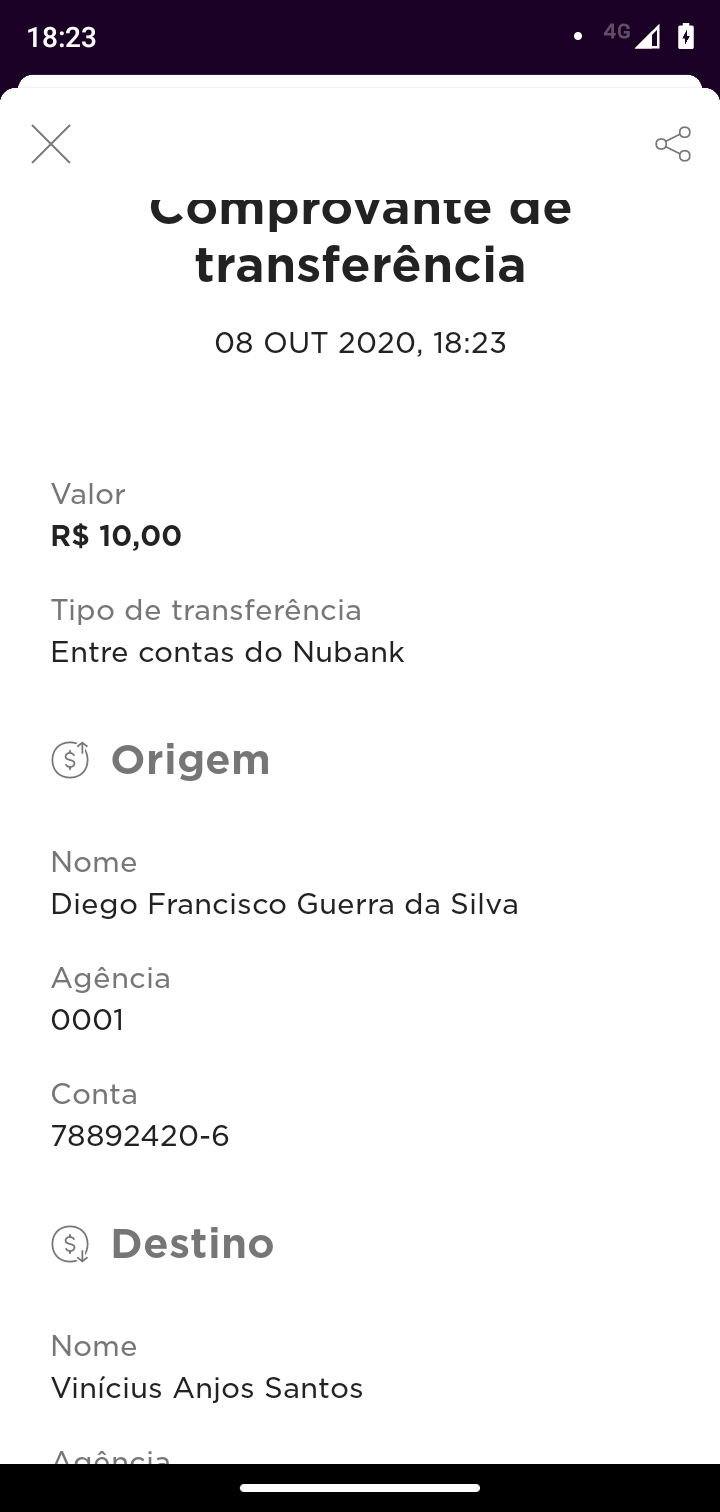 18:23
4G
Comprovante de
transferência
08 OUT 2020, 18:23
Valor
R$ 10,00
Tipo de transferência
Entre contas do Nubank
Origem
Nome
Diego Francisco Guerra da Silva
Agência
0001
Conta
78892420-6
Destino
Nome
Vinícius Anjos Santos
Agência